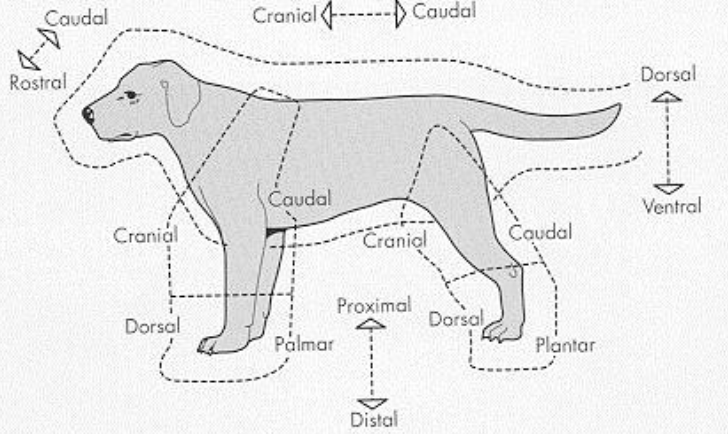 Caudal
Cranial Caudal
Rostral
Dorsal
Caudal
Ventral
Cranial
Cranial
Caudal
Proximal
Dorsal
Dorsal
Palmar
Plantar
Distal